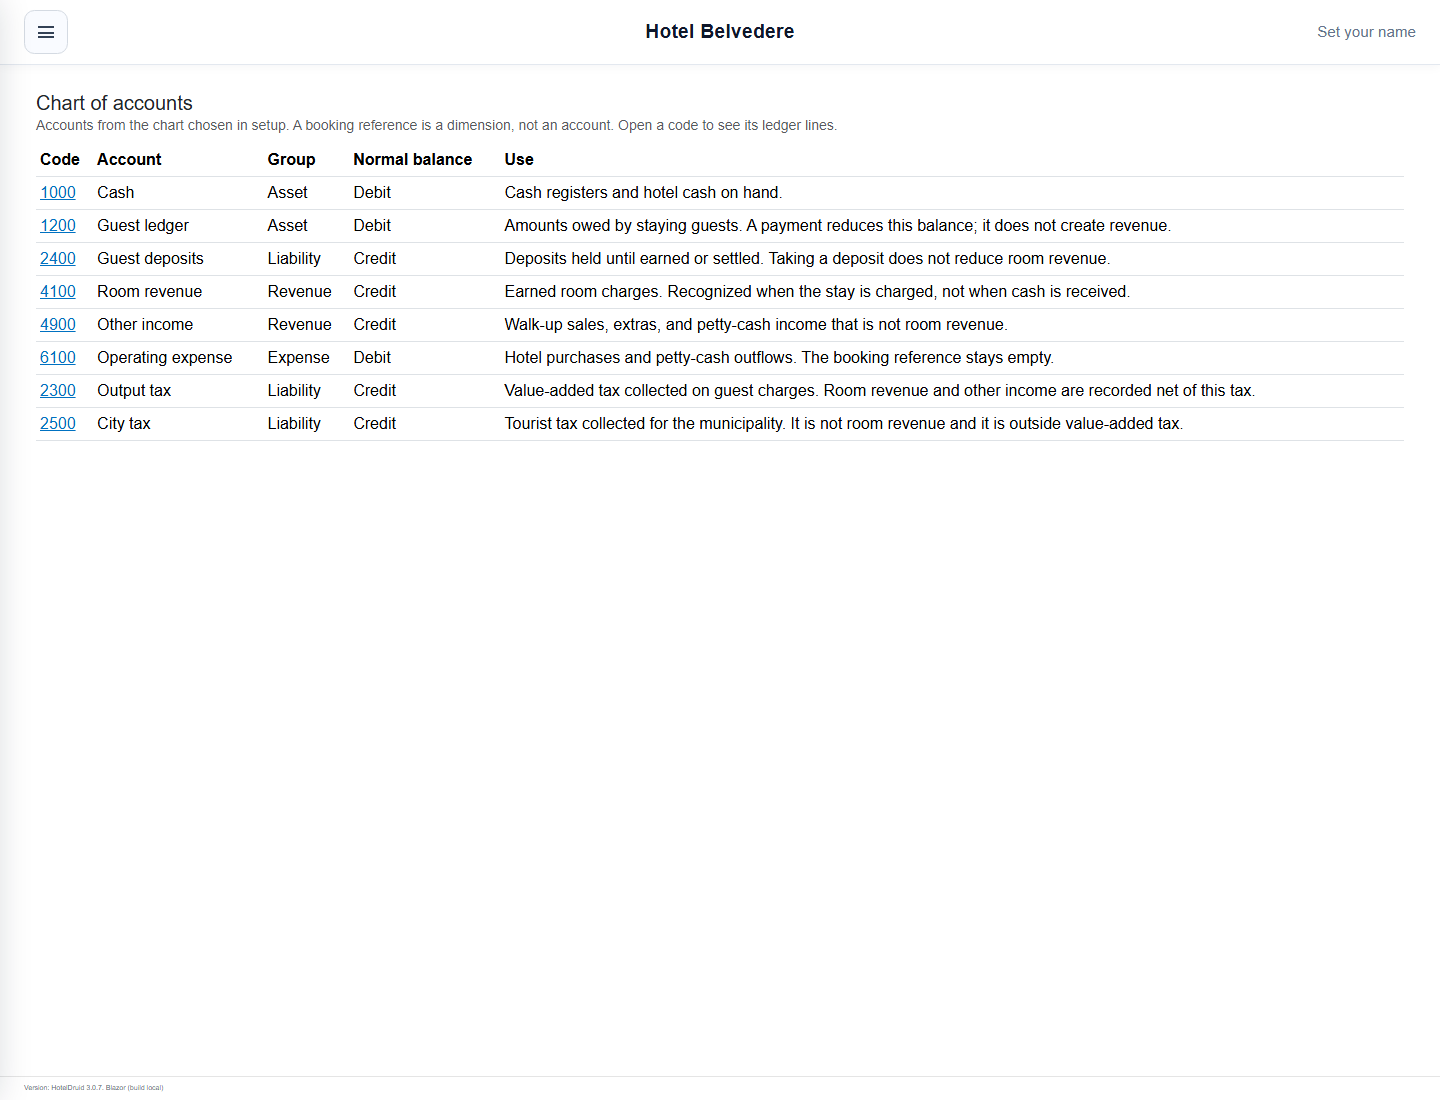 Hotel Belvedere
Set your name
Chart of accounts
Accounts from the chart chosen in setup. A booking reference is a dimension, not an account. Open a code to see its ledger lines.
Code Account Group Normal balance Use
1000 Cash Asset Debit Cash registers and hotel cash on hand.
1200 Guest ledger Asset Debit Amounts owed by staying guests. A payment reduces this balance; it does not create revenue.
2400 Guest deposits Liability Credit Deposits held until earned or settled. Taking a deposit does not reduce room revenue.
4100 Room revenue Revenue Credit Earned room charges. Recognized when the stay is charged, not when cash is received.
4900 Other income Revenue Credit Walk-up sales, extras, and petty-cash income that is not room revenue.
6100 Operating expense Expense Debit Hotel purchases and petty-cash outflows. The booking reference stays empty.
2300 Output tax Liability Credit Value-added tax collected on guest charges. Room revenue and other income are recorded net of this tax.
2500 City tax Liability Credit Tourist tax collected for the municipality. It is not room revenue and it is outside value-added tax.
Version: HotelDruid 3.0.7. Blazor (build local)